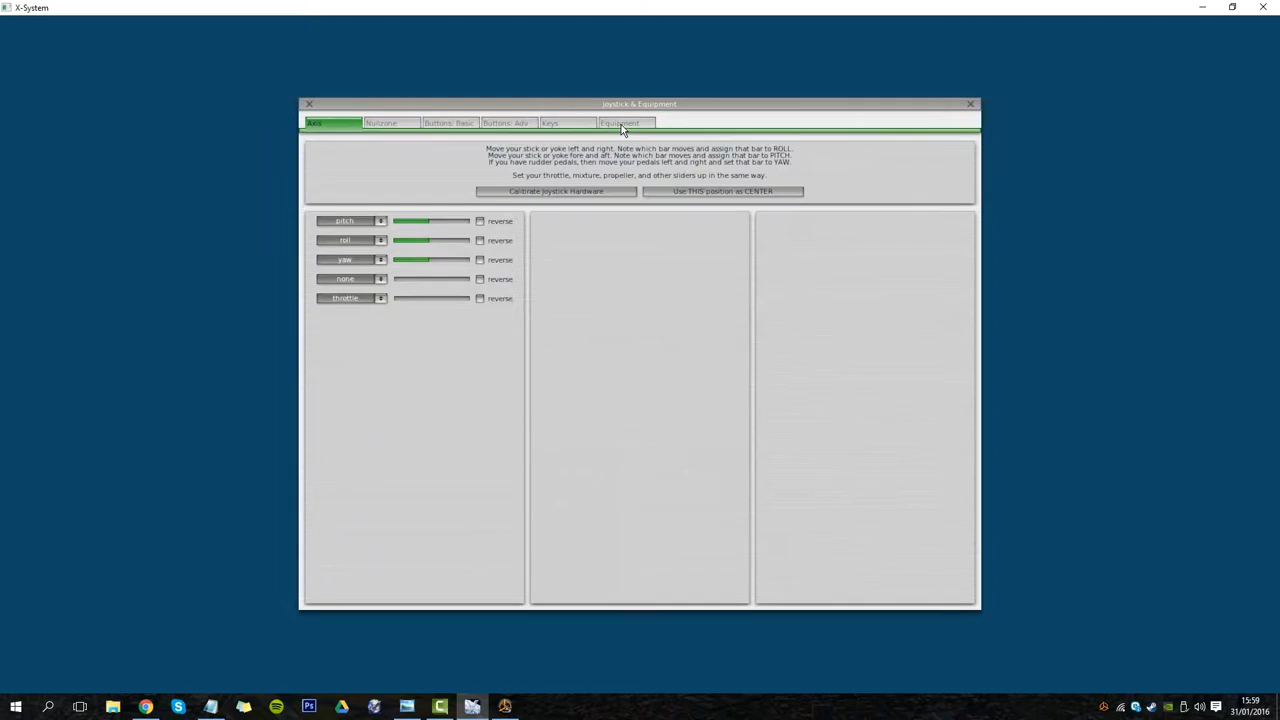 X-System
Joystick & Equipment
Axis
Nullzone
Buttons: Basic
Buttons: Adv
Keys
Equipment
Move your stick or yoke left and right. Note which bar moves and assign that bar to ROLL.
Move your stick or yoke fore and aft. Note which bar moves and assign that bar to PITCH.
If you have rudder pedals, then move your pedals left and right and set that bar to YAW.
Set your throttle, mixture, propeller, and other sliders up in the same way.
Calibrate Joystick Hardware
Use THIS position as CENTER
pitch reverse
roll reverse
yaw reverse
none reverse
throttle reverse
Ps
15:59
31/01/2016